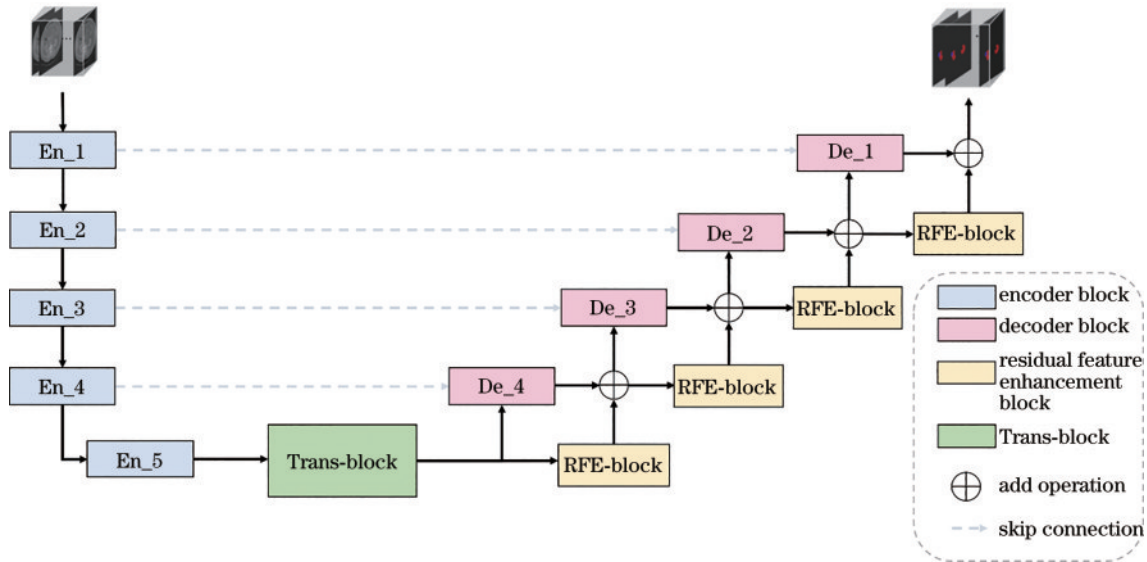 En_1
De_1
En_2
De_2
RFE-block
En_3
De_3
RFE-block
En_4
De_4
RFE-block
En_5
Trans-block
RFE-block
encoder block
decoder block
residual feature
enhancement
block
Trans-block
add operation
skip connection